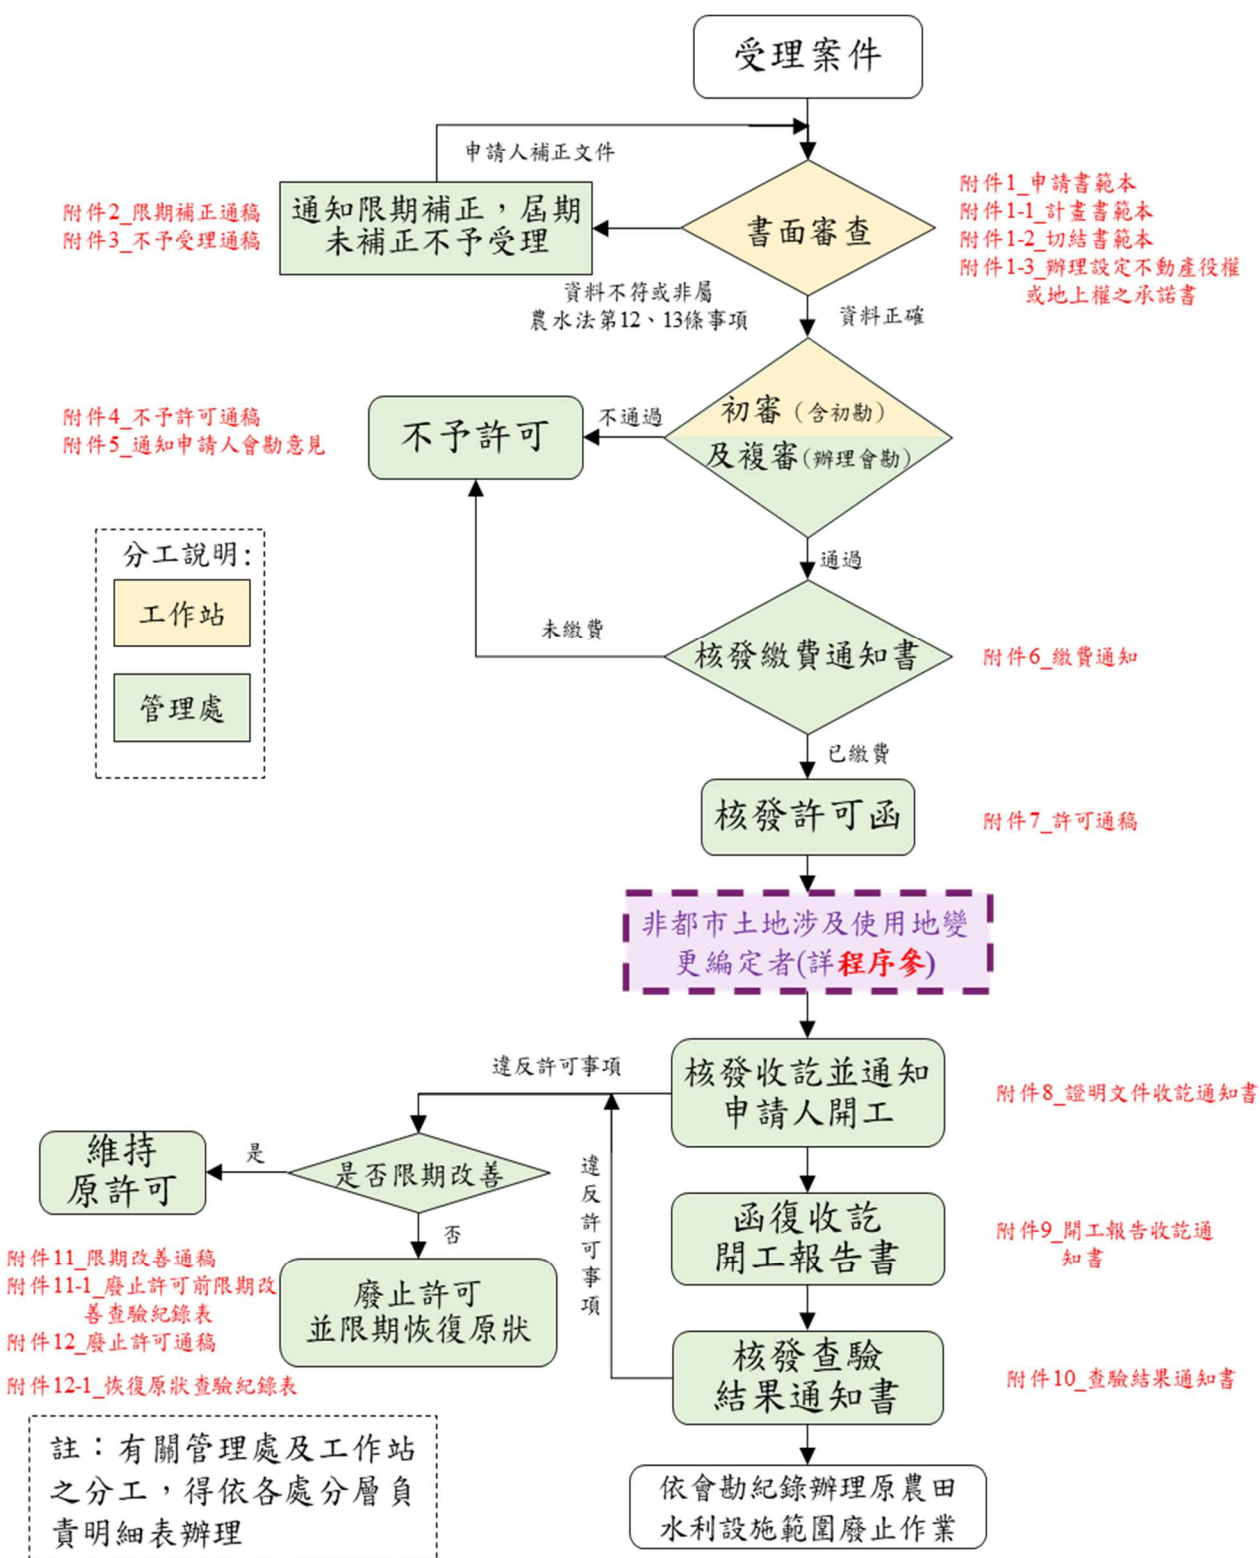 受理案件
申請人補正文件
附件2_限期補正通稿
附件3_不予受理通稿
通知限期補正，屆期
未補正不予受理
書面審查
附件1_申請書範本
附件1-1_計畫書範本
附件1-2_切結書範本
附件1-3_辦理設定不動產役權
或地上權之承諾書
資料不符或非屬
農水法第12、13條事項
資料正確
附件4_不予許可通稿
附件5_通知申請人會勘意見
不予許可
不通過
初審（含初勘）
及複審（辦理會勘）
通過
分工說明:
工作站
管理處
未繳費
核發繳費通知書
附件6_繳費通知
已繳費
核發許可函
附件7_許可通稿
非都市土地涉及使用地變
更編定者(詳程序參)
違反許可事項
核發收訖並通知
申請人開工
附件8_證明文件收訖通知書
維持
原許可
是
是否限期改善
違反許可事項
否
函復收訖
開工報告書
附件9_開工報告收訖通
知書
附件11_限期改善通稿
附件11-1_廢止許可前限期改
善查驗紀錄表
附件12_廢止許可通稿
附件12-1_恢復原狀查驗紀錄表
廢止許可
並限期恢復原狀
核發查驗
結果通知書
附件10_查驗結果通知書
註：有關管理處及工作站
之分工，得依各處分層負
責明細表辦理
依會勘紀錄辦理原農田
水利設施範圍廢止作業